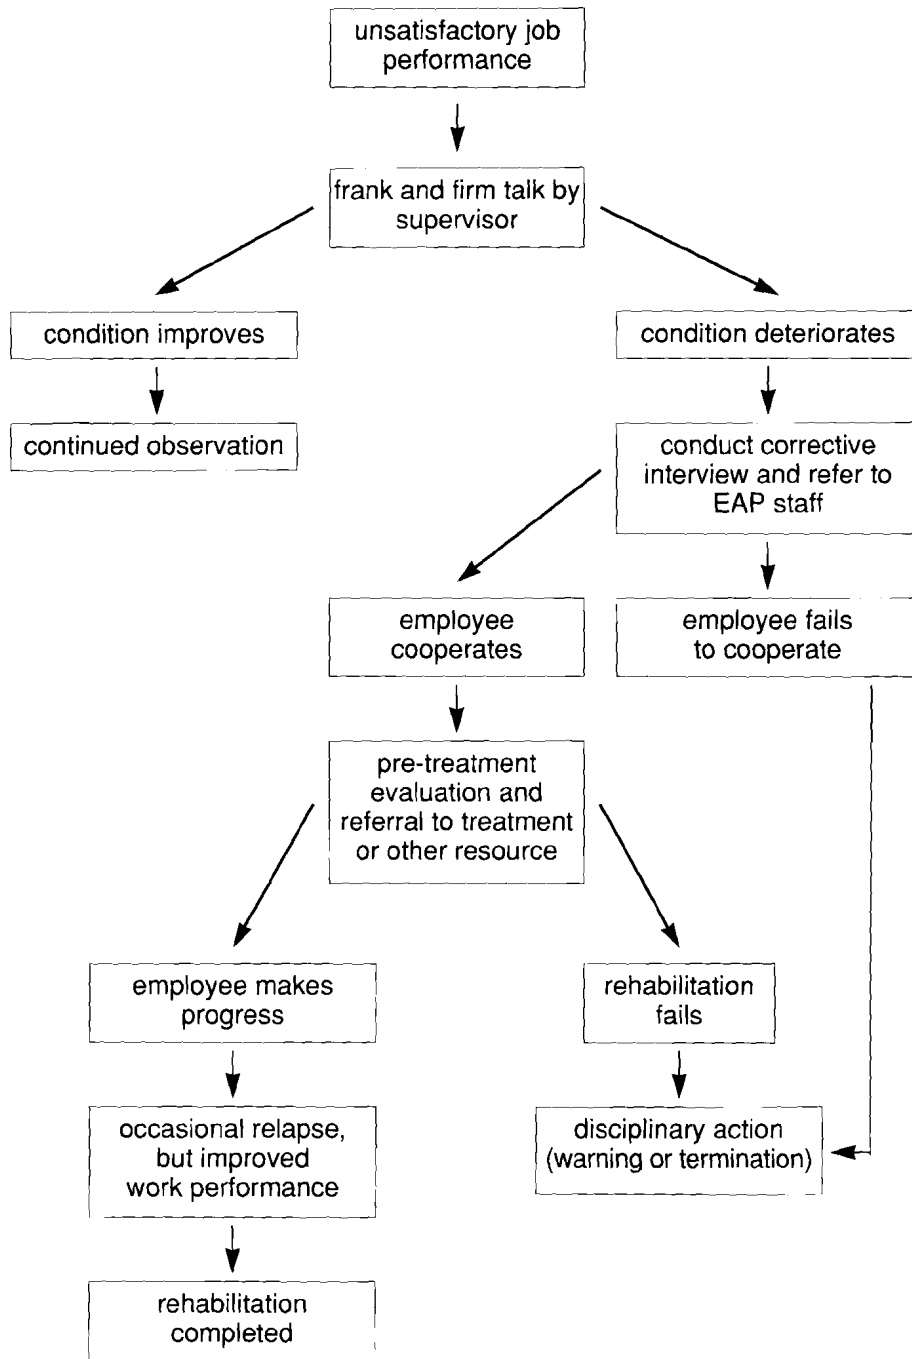 unsatisfactory job
performance
frank and firm talk by
supervisor
condition improves
condition deteriorates
continued observation
conduct corrective
interview and refer to
EAP staff
employee
cooperates
employee fails
to cooperate
pre-treatment
evaluation and
referral to treatment
or other resource
employee makes
progress
rehabilitation
fails
occasional relapse,
but improved
work performance
disciplinary action
(warning or termination)
rehabilitation
completed